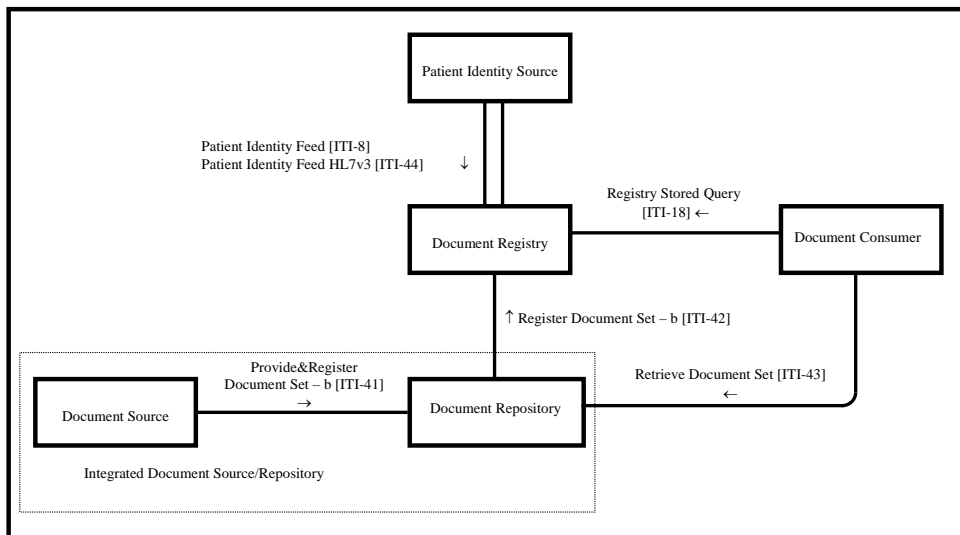 Patient Identity Source
Patient Identity Feed [ITI-8]
Patient Identity Feed HL7v3 [ITI-44] ↓
Registry Stored Query
[ITI-18] ←
Document Registry
Document Consumer
↑ Register Document Set – b [ITI-42]
Provide&Register
Document Set – b [ITI-41]
→
Retrieve Document Set [ITI-43]
←
Document Source
Document Repository
Integrated Document Source/Repository